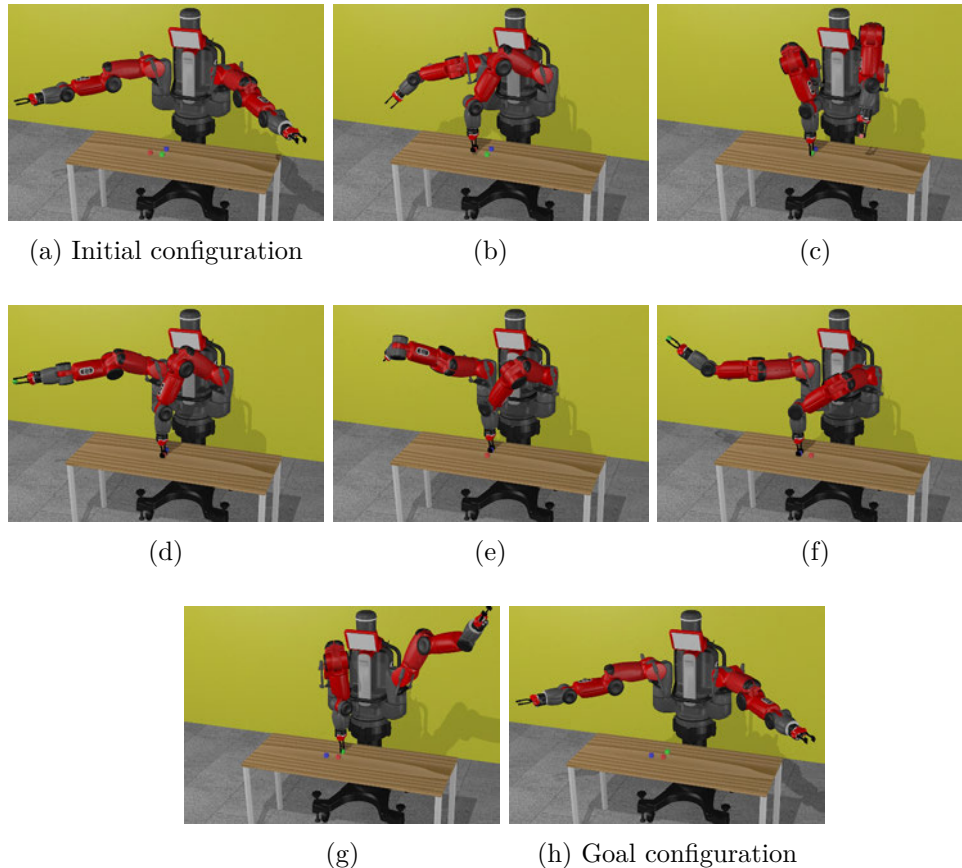 (a) Initial configuration
(b)
(c)
(d)
(e)
(f)
(g)
(h) Goal configuration